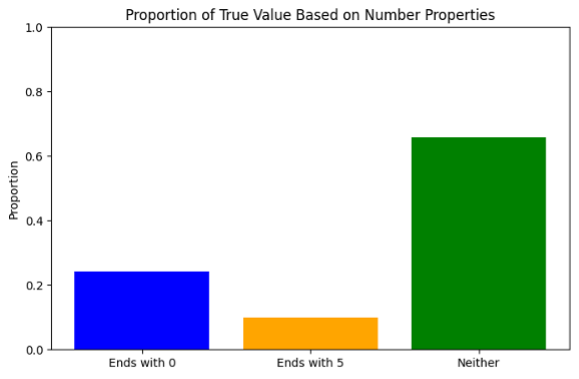 Proportion of True Value Based on Number Properties
1.0
0.8
0.6
0.4
0.2
0.0
Proportion
Ends with 0
Ends with 5
Neither